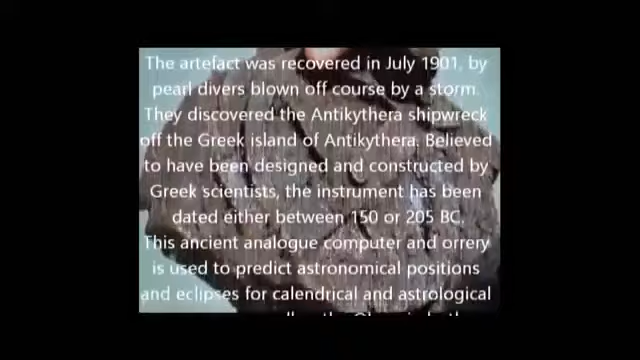 The artefact was recovered in July 1901, by
pearl divers blown off course by a storm.
They discovered the Antikythera shipwreck
off the Greek island of Antikythera. Believed
to have been designed and constructed by
Greek scientists, the instrument has been
dated either between 150 or 205 BC.
This ancient analogue computer and orrery
is used to predict astronomical positions
and eclipses for calendrical and astrological